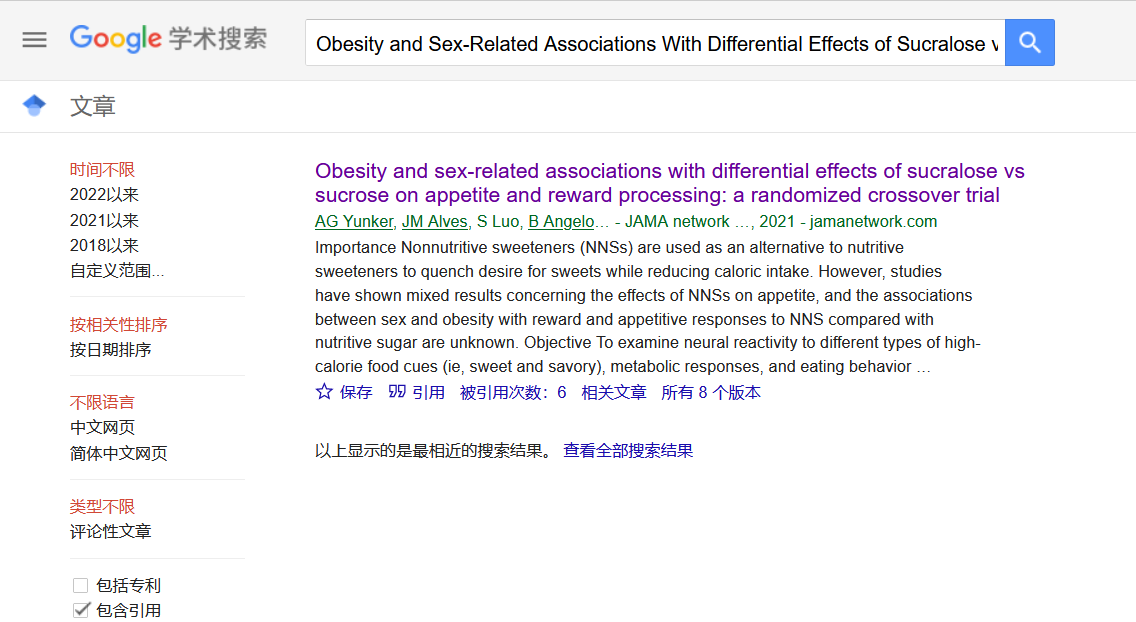 Google 学术搜索
Obesity and Sex-Related Associations With Differential Effects of Sucralose v
文章
时间不限
2022以来
2021以来
2018以来
自定义范围...
按相关性排序
按日期排序
不限语言
中文网页
简体中文网页
类型不限
评论性文章
包括专利
包含引用
Obesity and sex-related associations with differential effects of sucralose vs
sucrose on appetite and reward processing: a randomized crossover trial
AG Yunker, JM Alves, S Luo, B Angelo… - JAMA network …, 2021 - jamanetwork.com
Importance Nonnutritive sweeteners (NNSs) are used as an alternative to nutritive
sweeteners to quench desire for sweets while reducing caloric intake. However, studies
have shown mixed results concerning the effects of NNSs on appetite, and the associations
between sex and obesity with reward and appetitive responses to NNS compared with
nutritive sugar are unknown. Objective To examine neural reactivity to different types of high-
calorie food cues (ie, sweet and savory), metabolic responses, and eating behavior …
保存 引用 被引用次数：6 相关文章 所有 8 个版本
以上显示的是最相近的搜索结果。 查看全部搜索结果